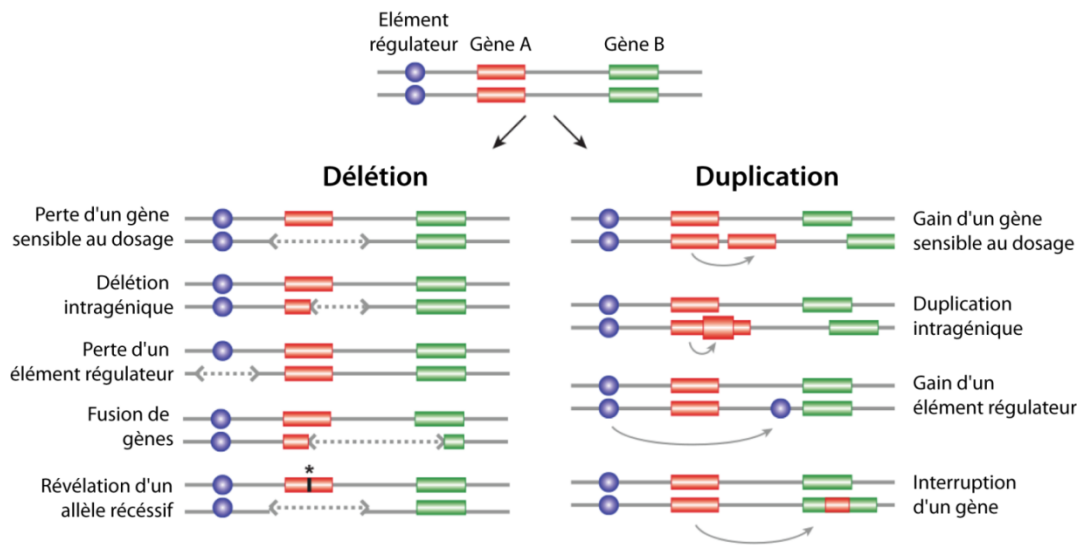 Elément
régulateur
Gène A
Gène B
Délétion
Duplication
Perte d'un gène
sensible au dosage
Délétion
intragénique
Perte d'un
élément régulateur
Fusion de
gènes
*
Révélation d'un
allèle récéssif
Gain d'un gène
sensible au dosage
Duplication
intragénique
Gain d'un
élément régulateur
Interruption
d'un gène